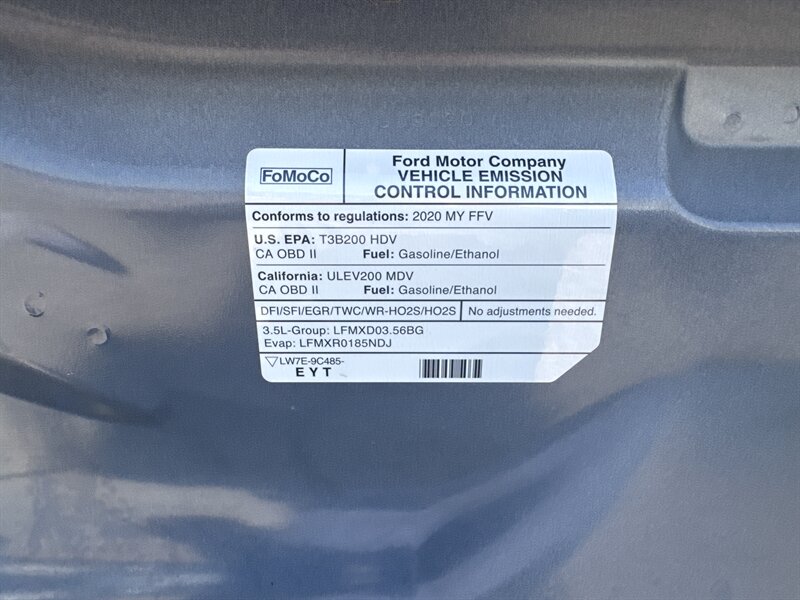 FoMoCo
Ford Motor Company
VEHICLE EMISSION
CONTROL INFORMATION
Conforms to regulations: 2020 MY FFV
U.S. EPA: T3B200 HDV
CA OBD II Fuel: Gasoline/Ethanol
California: ULEV200 MDV
CA OBD II Fuel: Gasoline/Ethanol
DFI/SFI/EGR/TWC/WR-HO2S/HO2S No adjustments needed.
3.5L-Group: LFMXD03.56BG
Evap: LFMXR0185NDJ
LW7E-9C485-
EYT